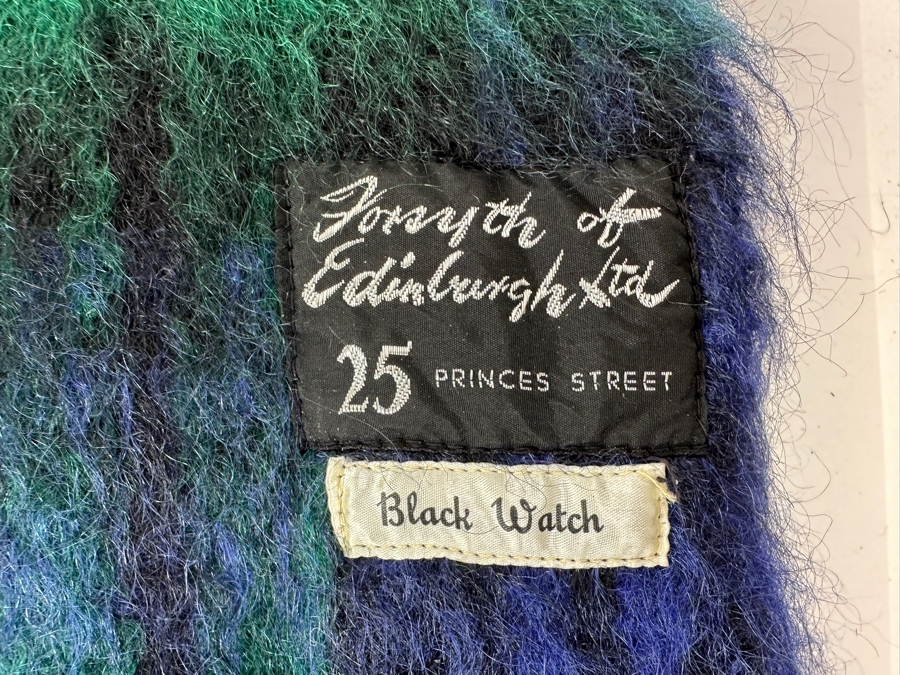 Forsyth of
Edinburgh Ltd
25 PRINCES STREET
Black Watch